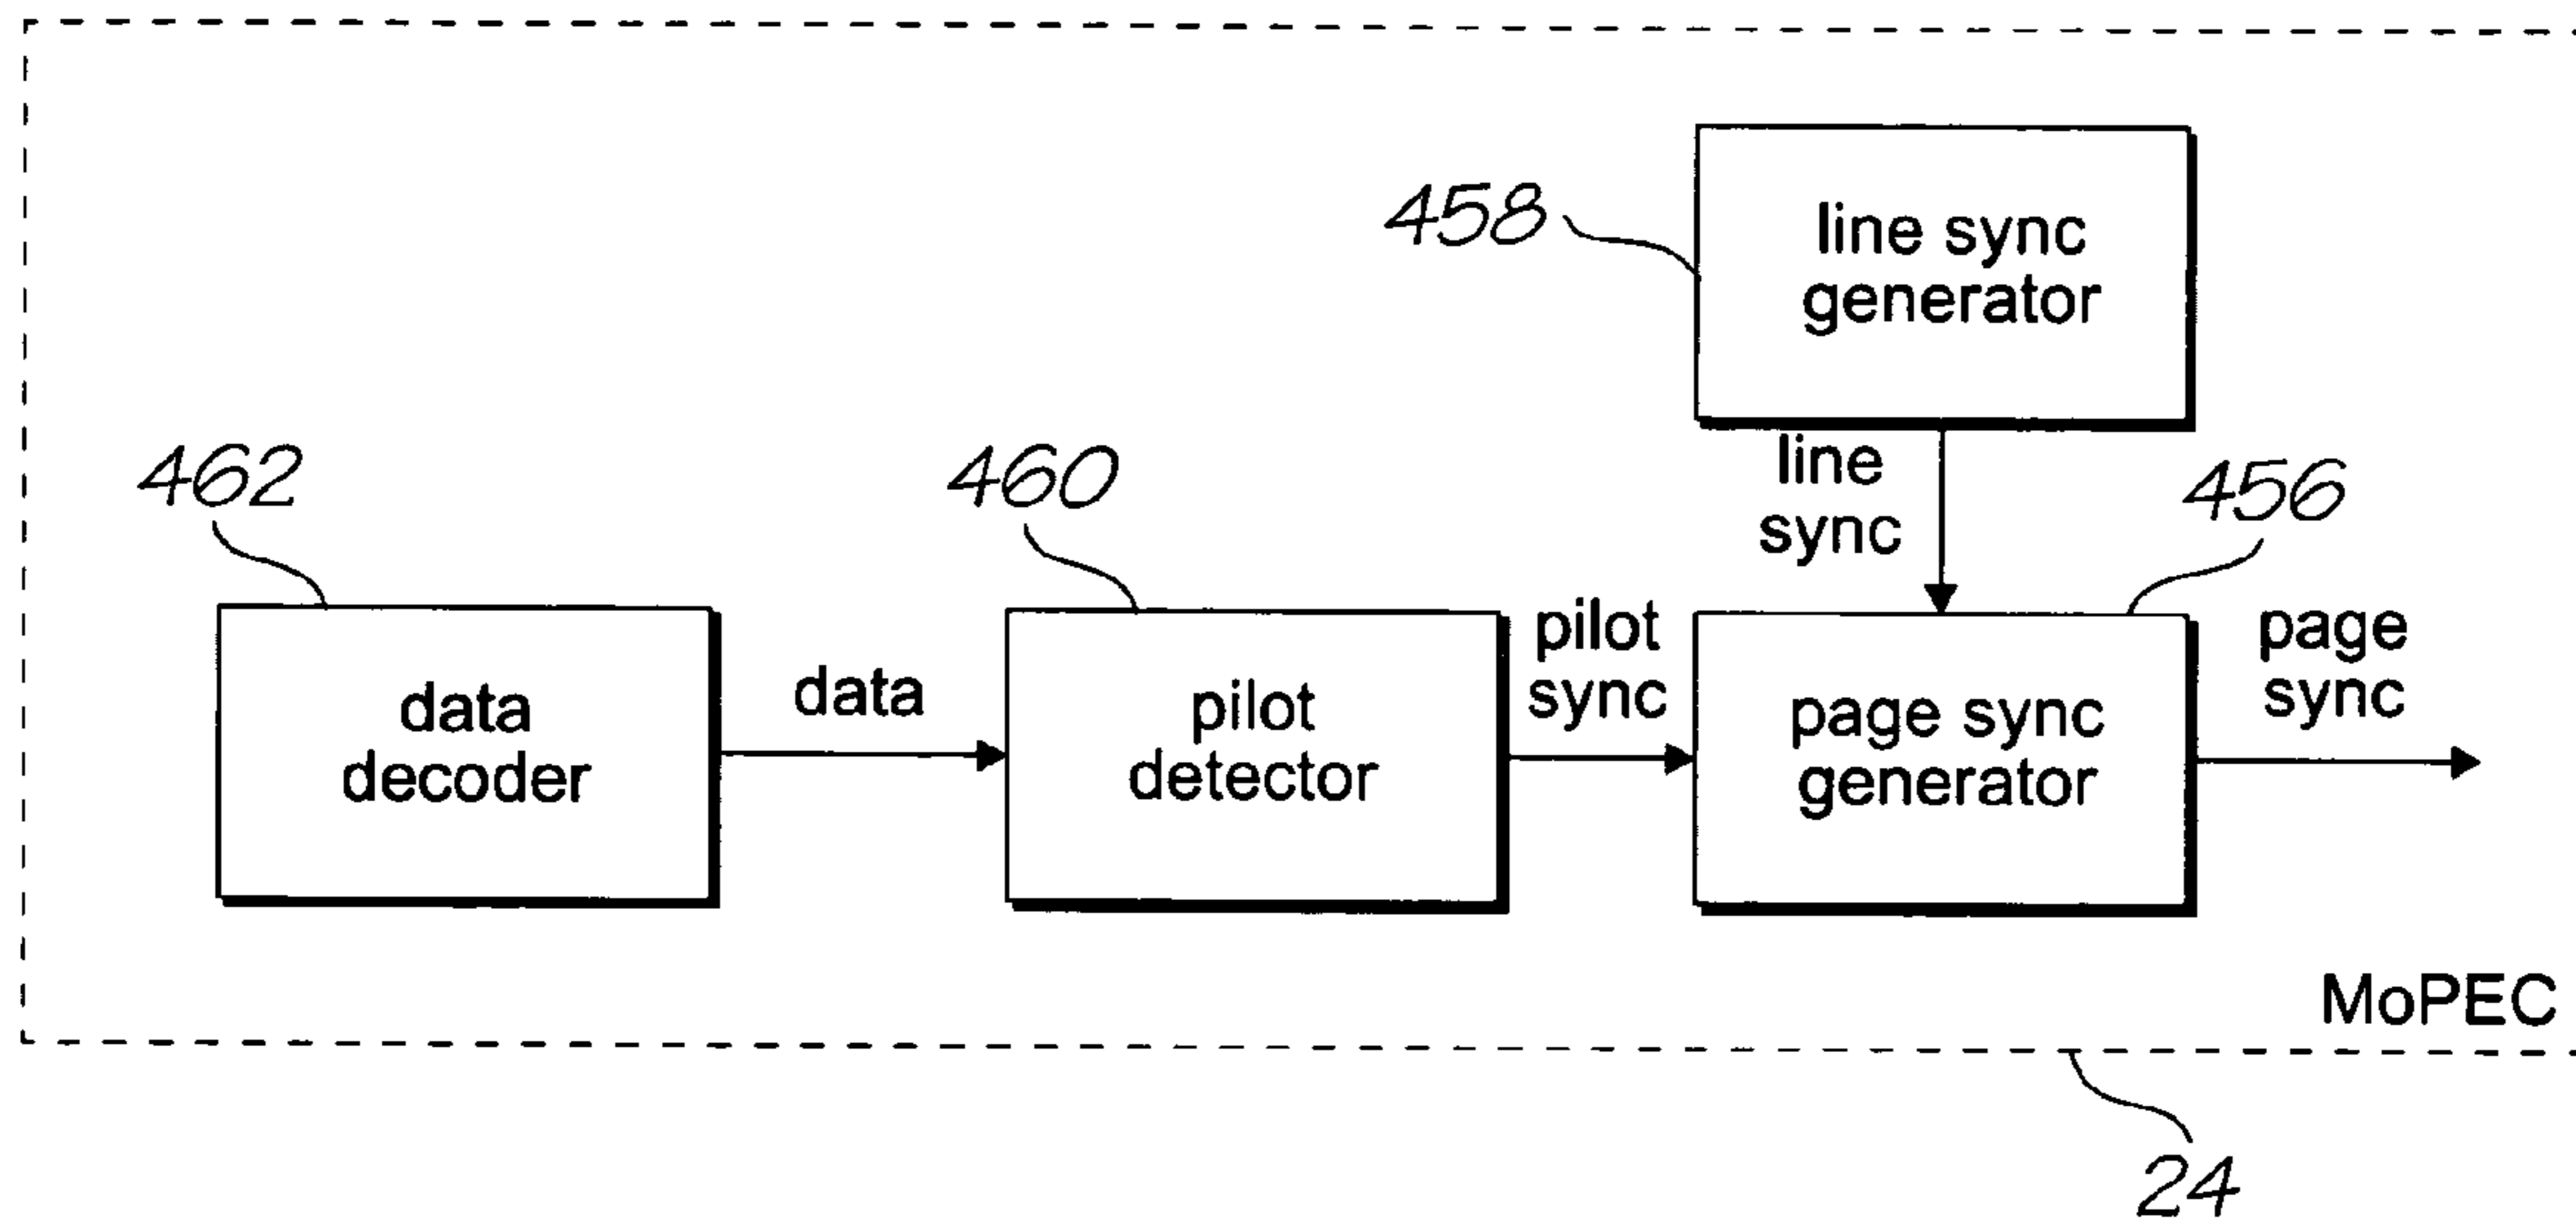 458
line sync
generator
line
sync
462
460
456
data
decoder
data
pilot
detector
pilot
sync
page sync
generator
page
sync
MoPEC
24